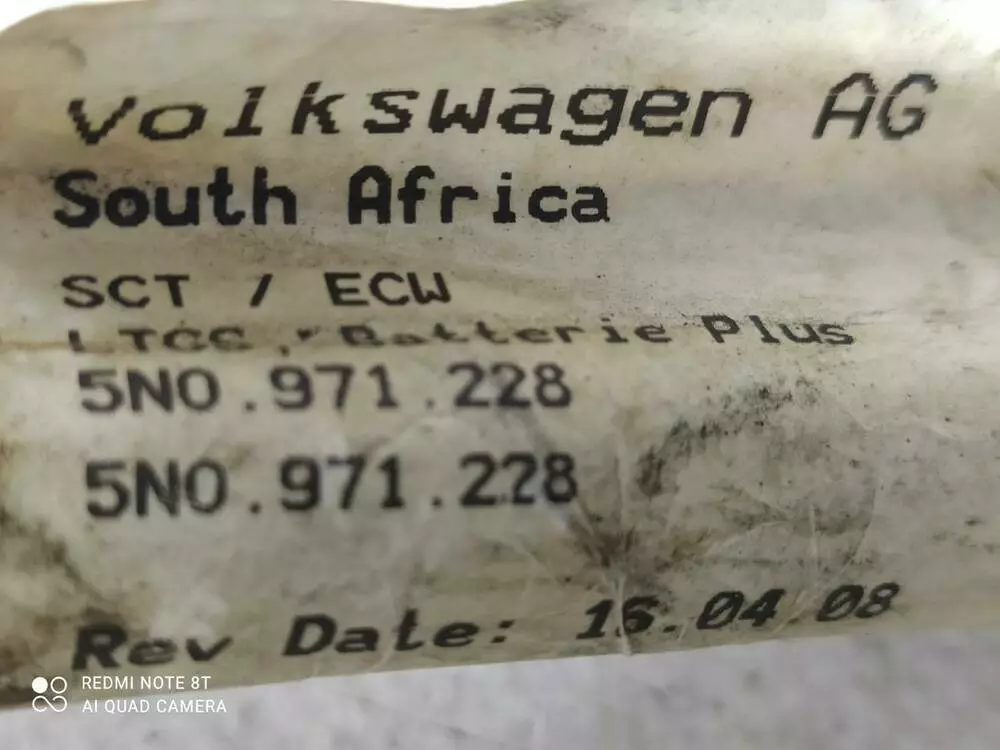 Volkswagen AG
South Africa
SCT / ECW
LTCC, Batterie Plus
5N0.971.228
5N0.971.228
Rev Date: 16.04.08
REDMI NOTE 8T
AI QUAD CAMERA